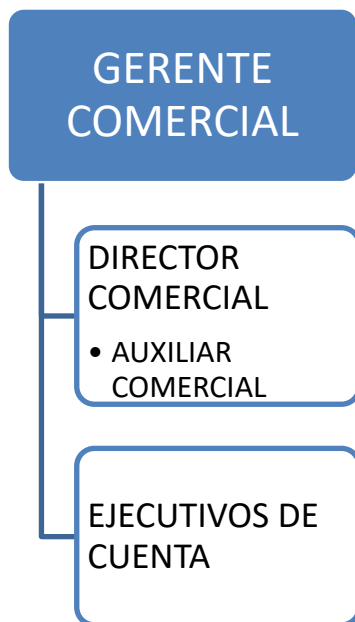 GERENTE
COMERCIAL
DIRECTOR
COMERCIAL
• AUXILIAR
COMERCIAL
EJECUTIVOS DE
CUENTA